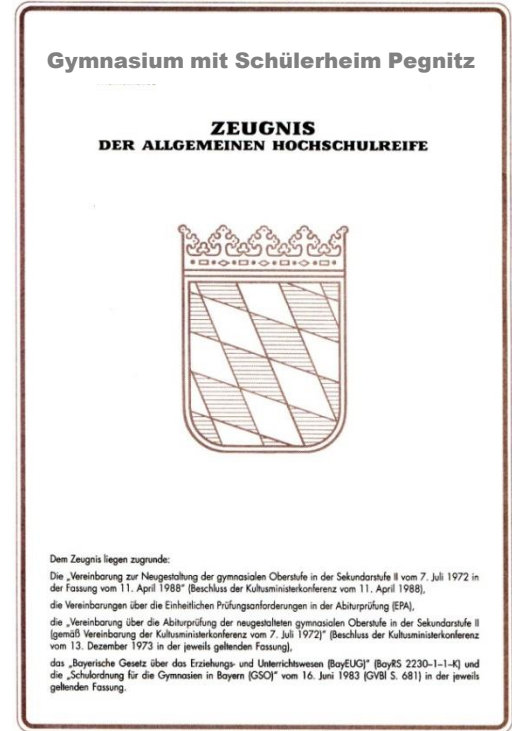 Gymnasium mit Schülerheim Pegnitz
ZEUGNIS
DER ALLGEMEINEN HOCHSCHULREIFE
Dem Zeugnis liegen zugrunde:
Die „Vereinbarung zur Neugestaltung der gymnasialen Oberstufe in der Sekundarstufe II vom 7. Juli 1972 in
der Fassung vom 11. April 1988“ (Beschluss der Kultusministerkonferenz vom 11. April 1988),
die Vereinbarungen über die Einheitlichen Prüfungsanforderungen in der Abiturprüfung (EPA),
die „Vereinbarung über die Abiturprüfung der neugestalteten gymnasialen Oberstufe in der Sekundarstufe II
(gemäß Vereinbarung der Kultusministerkonferenz vom 7. Juli 1972)“ (Beschluss der Kultusministerkonferenz
vom 13. Dezember 1973 in der jeweils geltenden Fassung),
das „Bayerische Gesetz über das Erziehungs- und Unterrichtswesen (BayEUG)“ (BayRS 2230–1–1–K) und
die „Schulordnung für die Gymnasien in Bayern (GSO)“ vom 16. Juni 1983 (GVBl S. 681) in der jeweils
geltenden Fassung.